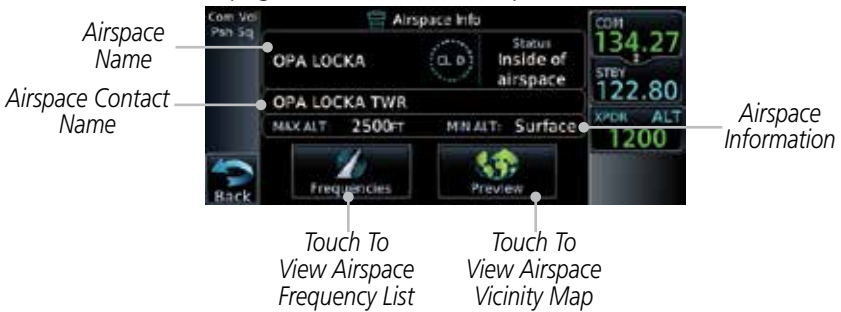 Com Vol
Psh Sq
Airspace Info
COM
134.27
STBY
122.80
XPDR ALT
1200
OPA LOCKA
CL D
Status
Inside of
airspace
OPA LOCKA TWR
MAX ALT: 2500FT
MIN ALT: Surface
Back
Frequencies
Preview
Airspace
Name
Airspace Contact
Name
Airspace
Information
Touch To
View Airspace
Frequency List
Touch To
View Airspace
Vicinity Map